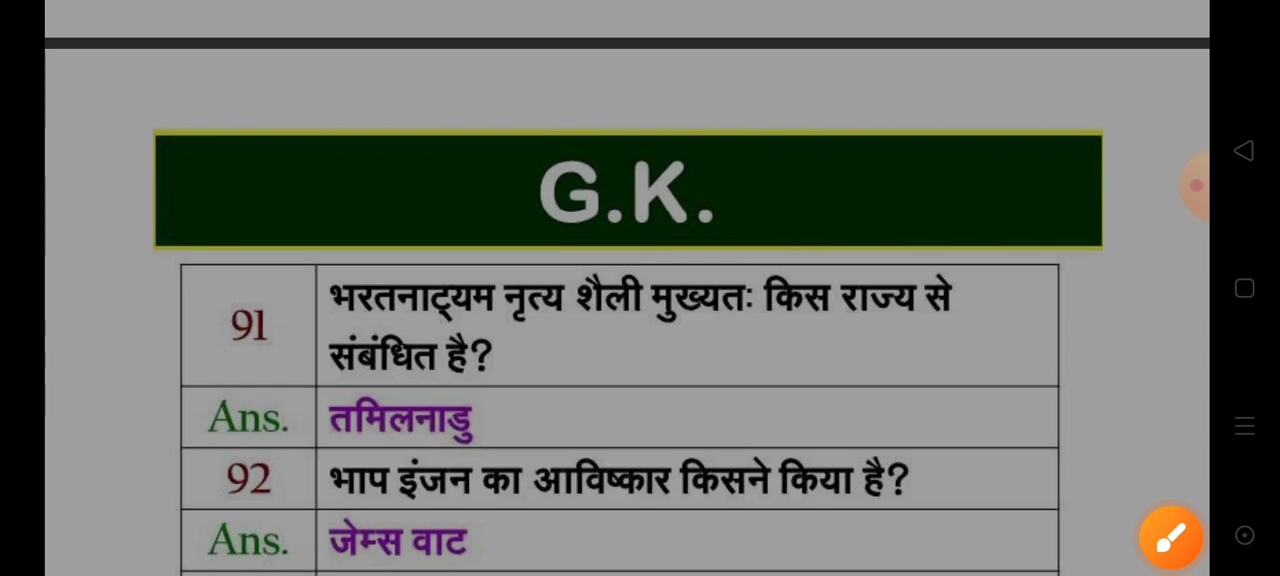 G.K.
91
भरतनाट्यम नृत्य शैली मुख्यतः किस राज्य से
संबंधित है?
Ans. तमिलनाडु
92 भाप इंजन का आविष्कार किसने किया है?
Ans. जेम्स वाट